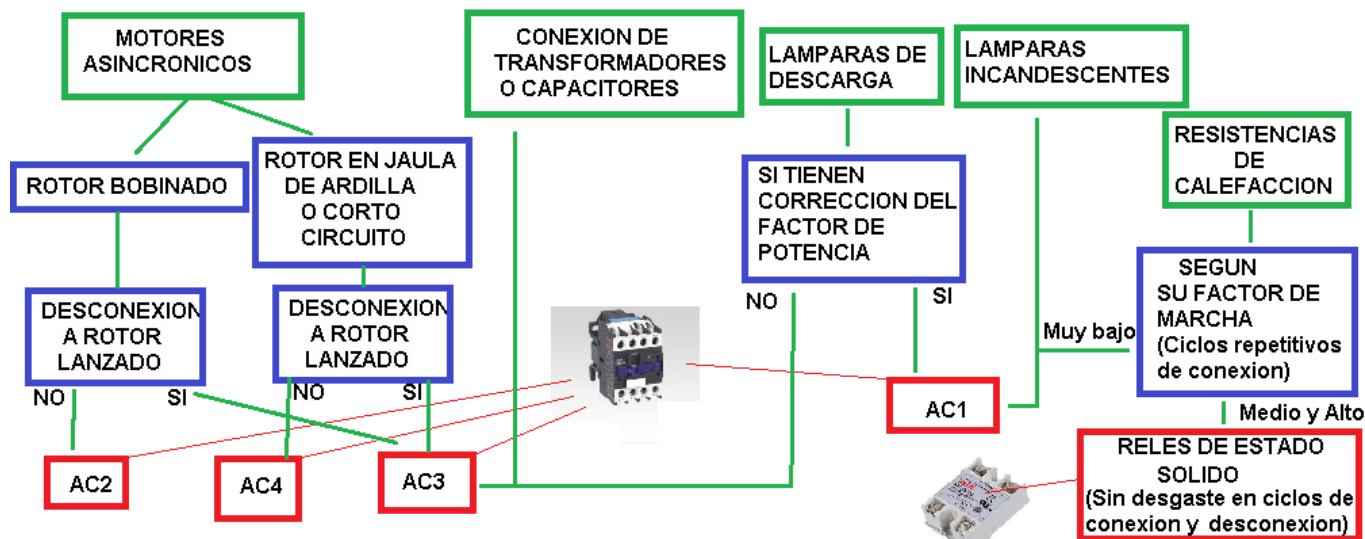 MOTORES
ASINCRONICOS
CONEXION DE
TRANSFORMADORES
O CAPACITORES
LAMPARAS DE
DESCARGA
LAMPARAS
INCANDESCENTES
RESISTENCIAS
DE
CALEFACCION
ROTOR BOBINADO
ROTOR EN JAULA
DE ARDILLA
O CORTO
CIRCUITO
SI TIENEN
CORRECCION DEL
FACTOR DE
POTENCIA
SEGUN
SU FACTOR DE
MARCHA
(Ciclos repetitivos
de conexion)
DESCONEXION
A ROTOR
LANZADO
DESCONEXION
A ROTOR
LANZADO
NO
SI
NO
SI
NO
SI
Muy bajo
Medio y Alto
AC2
AC4
AC3
AC1
RELES DE ESTADO
SOLIDO
(Sin desgaste en ciclos de
conexion y desconexion)